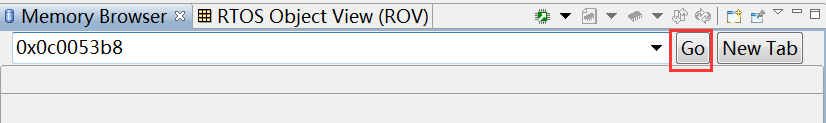 Memory Browser RTOS Object View (ROV)
0x0c0053b8 Go New Tab